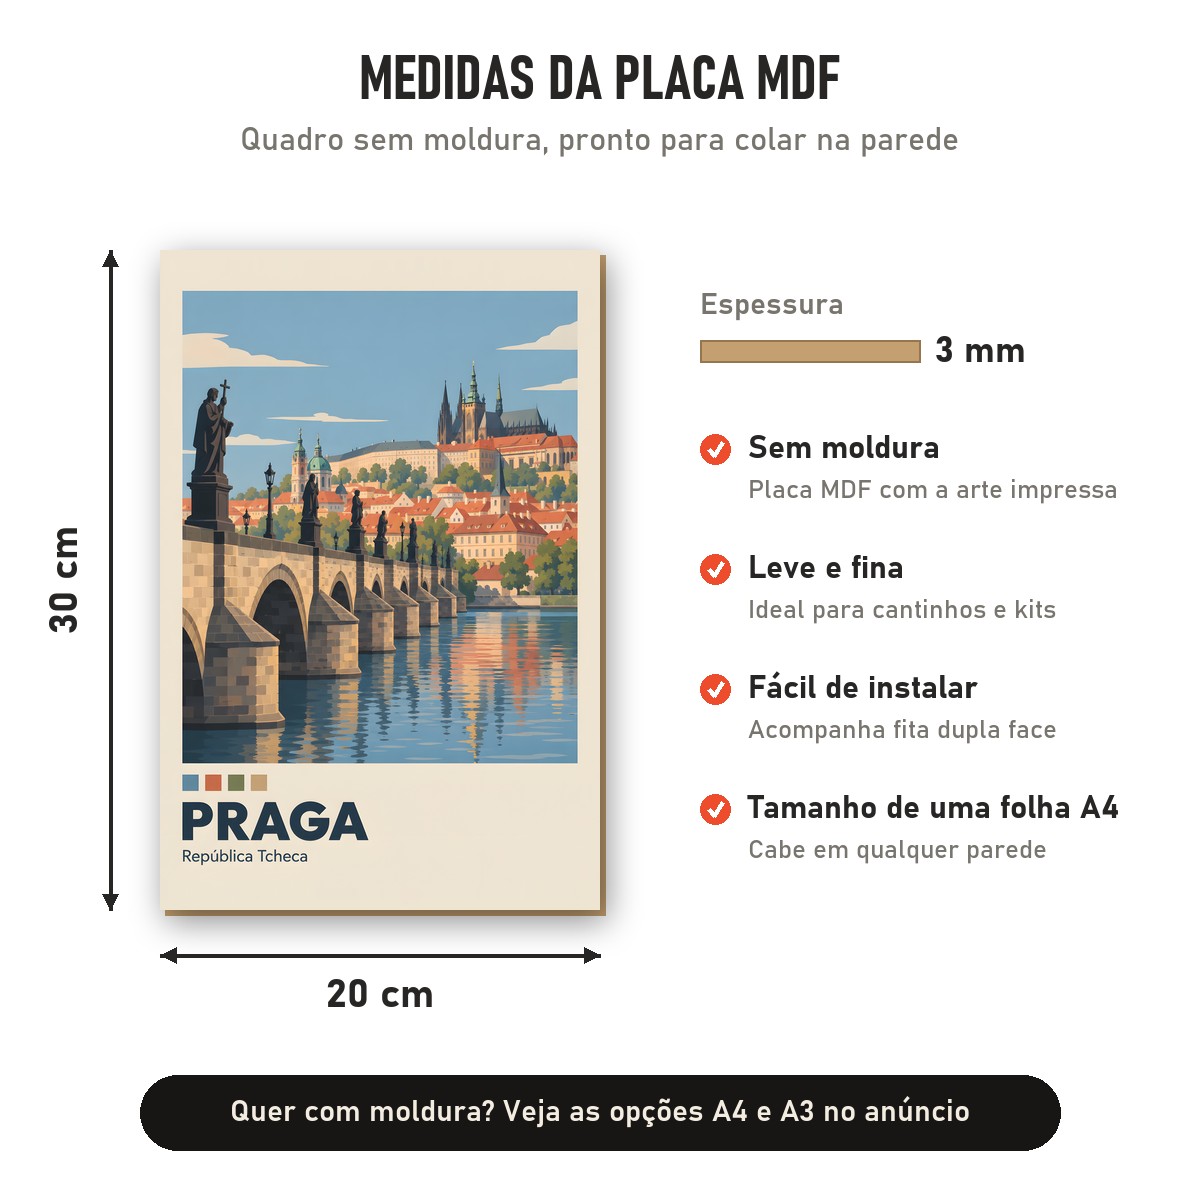 MEDIDAS DA PLACA MDF
Quadro sem moldura, pronto para colar na parede
30 cm
PRAGA
República Tcheca
20 cm
Espessura
3 mm
Sem moldura
Placa MDF com a arte impressa
Leve e fina
Ideal para cantinhos e kits
Fácil de instalar
Acompanha fita dupla face
Tamanho de uma folha A4
Cabe em qualquer parede
Quer com moldura? Veja as opções A4 e A3 no anúncio